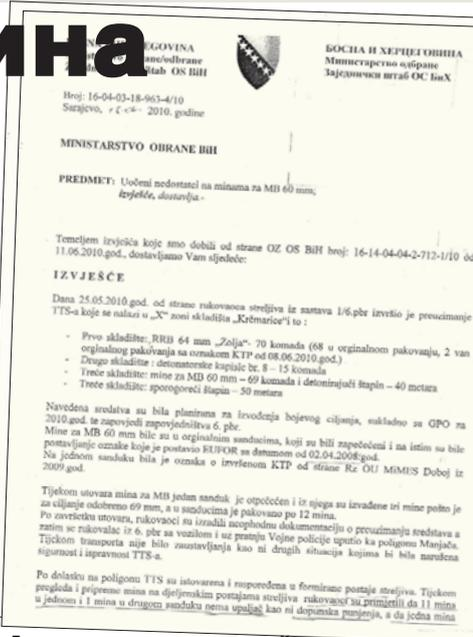 ина
BOSNA I HERCEGOVINA
БОСНА И ХЕРЦЕГОВИНА
Министарство одбране
štab OS BiH
Заједнички штаб ОС БиХ
Broj: 16-04-03-18-963-4/10
Sarajevo, 2010. godine
MINISTARSTVO OBRANE BiH
PREDMET: Uočeni nedostatci na minama za MB 60 mm;
izvješće, dostavlja.-
Temeljem izvješća koje smo dobili od strane OZ OS BiH broj: 16-14-04-04-2-712-1/10 od
11.06.2010.god., dostavljamo Vam sljedeće:
IZVJEŠĆE
Dana 25.05.2010.god. od strane rukovaoca streljiva iz sastava 1/6.pbr izvršio je preuzimanje
TTS-a koje se nalazi u „X" zoni skladišta „Krčmarice"i to :
- Prvo skladište: RRB 64 mm „Zolja"- 70 komada (68 u orginalnom pakovanju, 2 van
orginalnog pakovanja sa oznakom KTP od 08.06.2010.god.)
- Drugo skladište : detonatorske kapisle br. 8 – 15 komada
- Treće skladište: mine za MB 60 mm – 69 komada i detonirajući štapin – 40 metara
- Treće skladište: sporogoreći štapin – 50 metara
Navedena sredstva su bila planirana za izvođenja bojevog ciljanja, sukladno sa GPO za
2010.god. te zapovjedi zapovjedništva 6. pbr.
Mine za MB 60 mm bile su u orginalnim sanducima, koji su bili zapečećeni i na istim su bile
postavljanje oznake koje je postavio EUFOR sa datumom od 02.04.2008.god.
Na jednom sanduku bila je oznaka o izvršenom KTP od strane Rz OU MiMES Doboj iz
2009.god.
Tijekom utovara mina za MB jedan sanduk je otpečećen i iz njega su izvađene tri mine pošto je
za ciljanje odobreno 69 mm, a u sanducima je pakovano po 12 mina.
Po završetku utovara, rukovaoci su izradili neophodnu dokumentaciju o preuzimanju sredstava a
zatim se rukovalac iz 6. pbr sa vozilom i uz pratnju Vojne policije uputio ka poligonu Manjača.
Tijekom transporta nije bilo zaustavljanja kao ni drugih situacija kojima bi bila narušena
sigurnost i ispravnost TTS-a.
Po dolasku na poligonu TTS su istovarena i raspoređena u formirane postaje streljiva. Tijekom
pregleda i pripreme mina na djeljenskim postajama streljiva rukovaoci su primjetili da 11 mina
u jednom i 1 mina u drugom sanduku nema upaljač kao ni dopunska punjenja, a da jedna mina